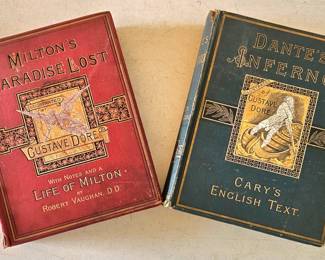 MILTON'S
PARADISE LOST
GUSTAVE DORÉ
WITH NOTES AND A
LIFE OF MILTON
BY
ROBERT VAUGHAN. D.D.
DANTE'S
INFERNO
GUSTAVE DORÉ
CARY'S
ENGLISH TEXT.